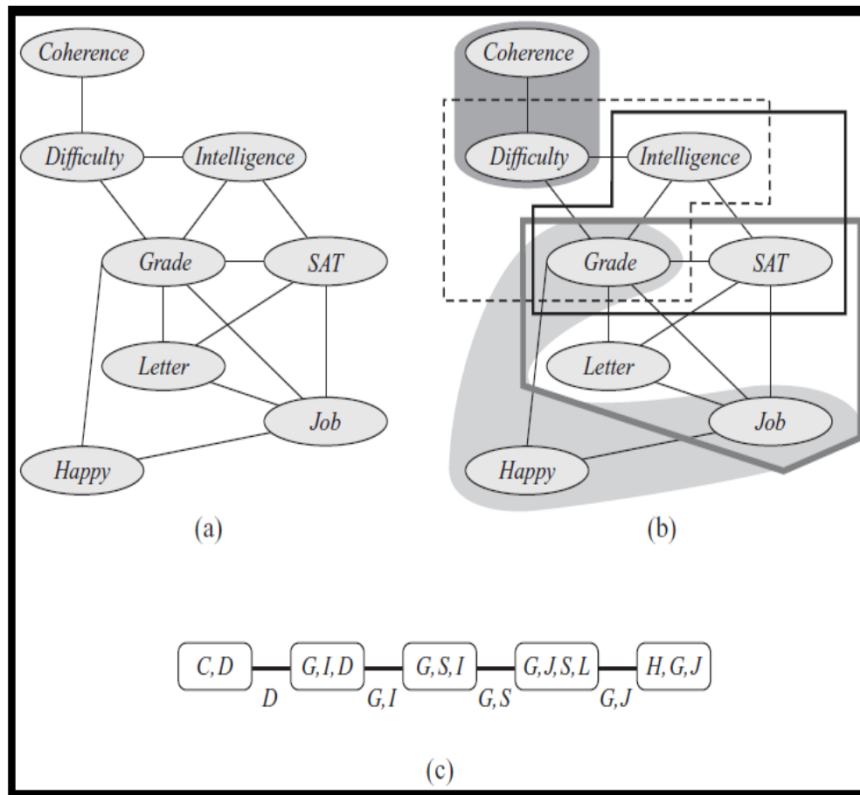 Coherence
Difficulty
Intelligence
Grade
SAT
Letter
Job
Happy
(a)
Coherence
Difficulty
Intelligence
Grade
SAT
Letter
Job
Happy
(b)
C, D
G, I, D
G, S, I
G, J, S, L
H, G, J
D
G, I
G, S
G, J
(c)